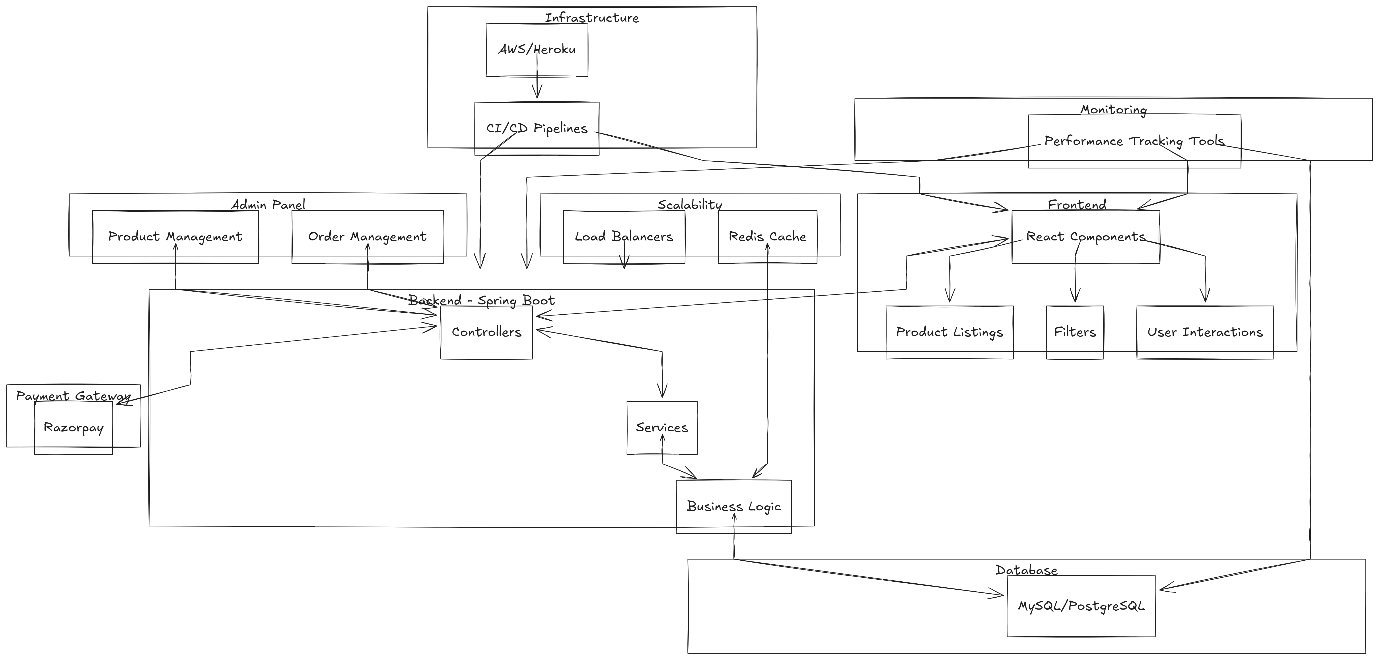 Infrastructure
AWS/Heroku
CI/CD Pipelines
Monitoring
Performance Tracking Tools
Admin Panel
Product Management
Order Management
Scalability
Load Balancers
Redis Cache
Frontend
React Components
Product Listings
Filters
User Interactions
Backend - Spring Boot
Controllers
Services
Business Logic
Payment Gateway
Razorpay
Database
MySQL/PostgreSQL